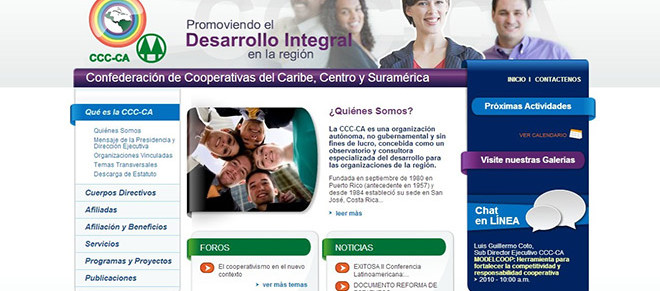 Promoviendo el
Desarrollo Integral
en la región
CCC-CA
Confederación de Cooperativas del Caribe, Centro y Suramérica
INICIO | CONTACTENOS
Qué es la CCC-CA
Quiénes Somos
Mensaje de la Presidencia y
Dirección Ejecutiva
Organizaciones Vinculadas
Temas Transversales
Descarga de Estatuto
Cuerpos Directivos
Afiliadas
Afiliación y Beneficios
Servicios
Programas y Proyectos
Publicaciones
¿Quiénes Somos?
La CCC-CA es una organización
autónoma, no gubernamental y sin
fines de lucro, concebida como un
observatorio y consultora
especializada del desarrollo para
las organizaciones de la región.
Fundada en septiembre de 1980 en
Puerto Rico (antecedente en 1957) y
desde 1984 estableció su sede en San
José, Costa Rica...
leer más
FOROS
El cooperativismo en el nuevo
contexto
ver más temas
NOTICIAS
EXITOSA II Conferencia
Latinoamericana:...
DOCUMENTO REFORMA DE
Próximas Actividades
VER CALENDARIO
Visite nuestras Galerias
Chat
en LÍNEA
Luis Guillermo Coto,
Sub Director Ejecutivo CCC-CA
MODELCOOP: Herramienta para
fortalecer la competitividad y
responsabilidad cooperativa
2010 - 10:00 a.m.